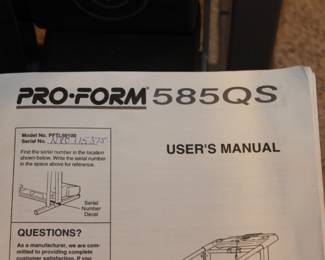 PRO-FORM 585QS
Model No. PFTL59100
Serial No.
Find the serial number in the location
shown below. Write the serial number
in the space above for reference.
USER'S MANUAL
Serial
Number
Decal
QUESTIONS?
As a manufacturer, we are com-
mitted to providing complete
customer satisfaction. If you